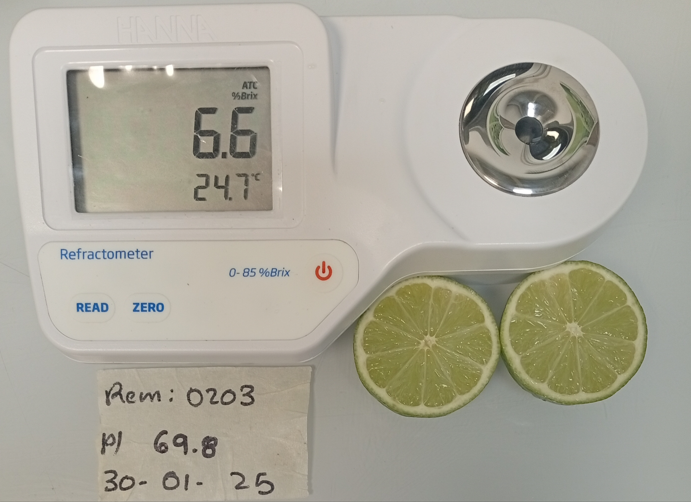 HANNA
ATC
%Brix
6.6
24.7°C
Refractometer
0-85 %Brix
READ ZERO
Rem: 0203
Pl 69.8
30-01-25